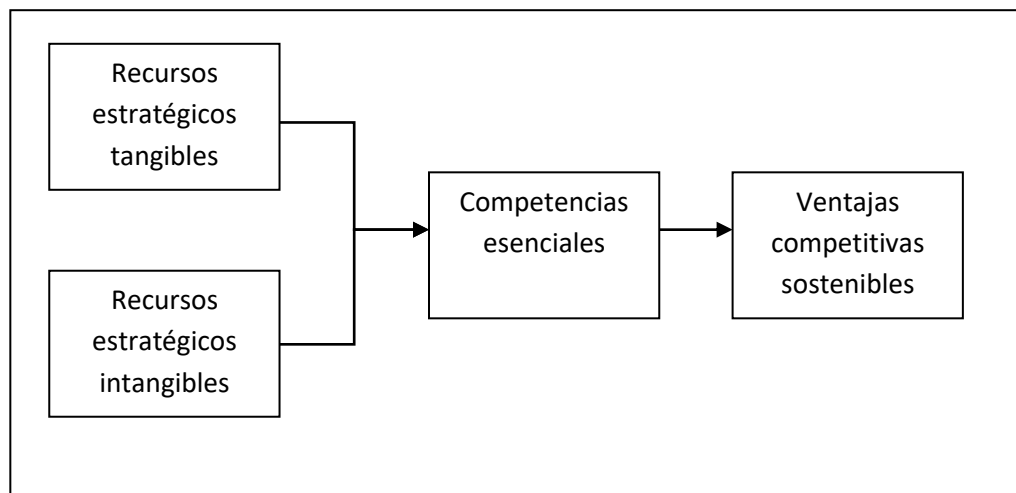 Recursos
estratégicos
tangibles
Recursos
estratégicos
intangibles
Competencias
esenciales
Ventajas
competitivas
sostenibles